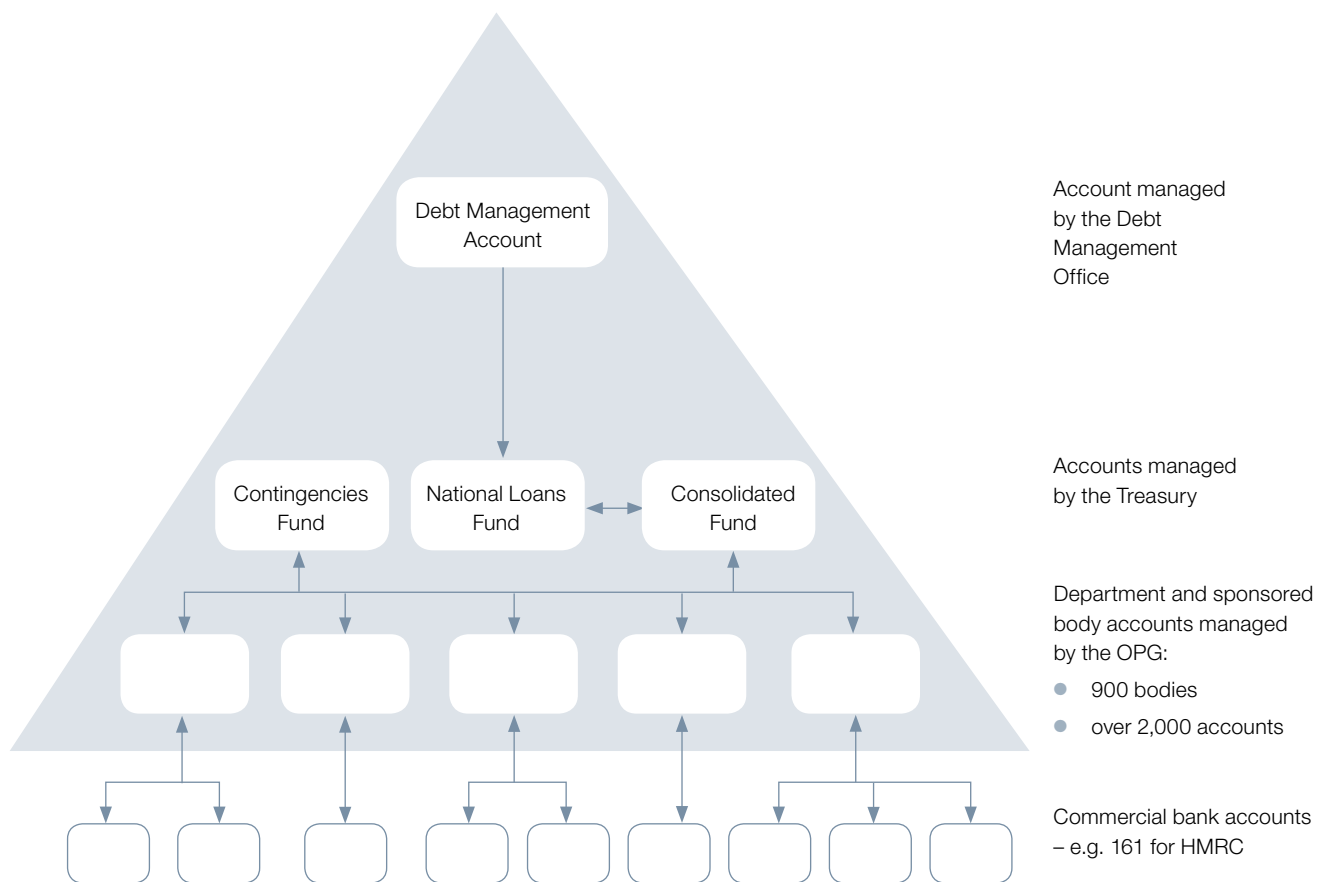 Debt Management
Account
Account managed
by the Debt
Management
Office
Contingencies
Fund
National Loans
Fund
Consolidated
Fund
Accounts managed
by the Treasury
Department and sponsored
body accounts managed
by the OPG:
● 900 bodies
● over 2,000 accounts
Commercial bank accounts
– e.g. 161 for HMRC